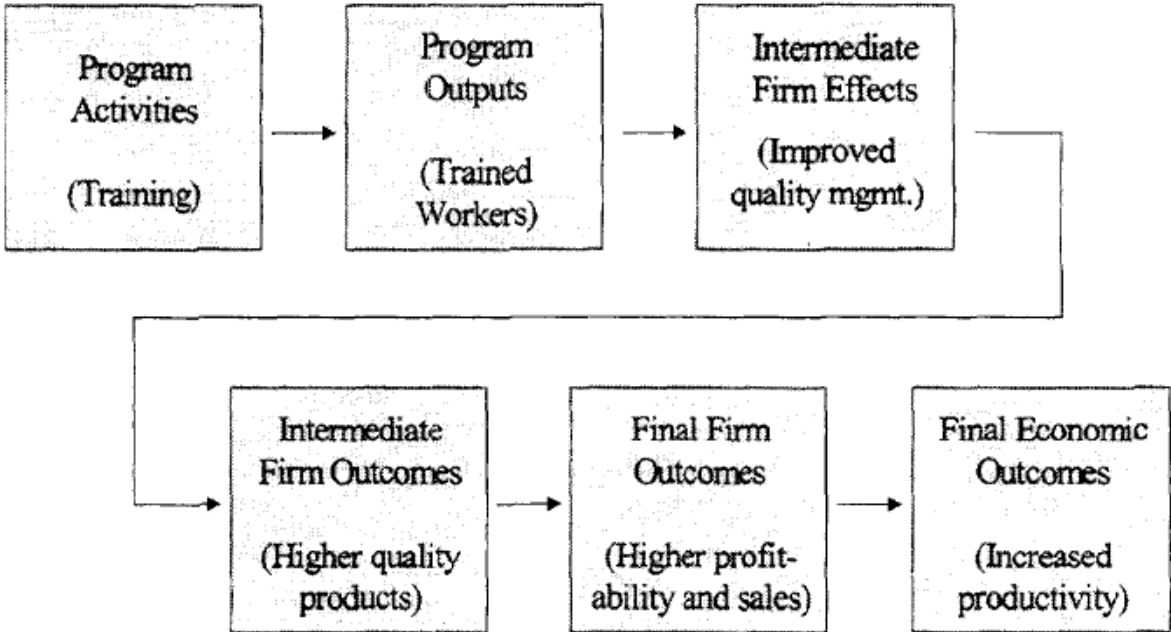 Program
Activities
(Training)
Program
Outputs
(Trained
Workers)
Intermediate
Firm Effects
(Improved
quality mgmt.)
Intermediate
Firm Outcomes
(Higher quality
products)
Final Firm
Outcomes
(Higher profit-
ability and sales)
Final Economic
Outcomes
(Increased
productivity)